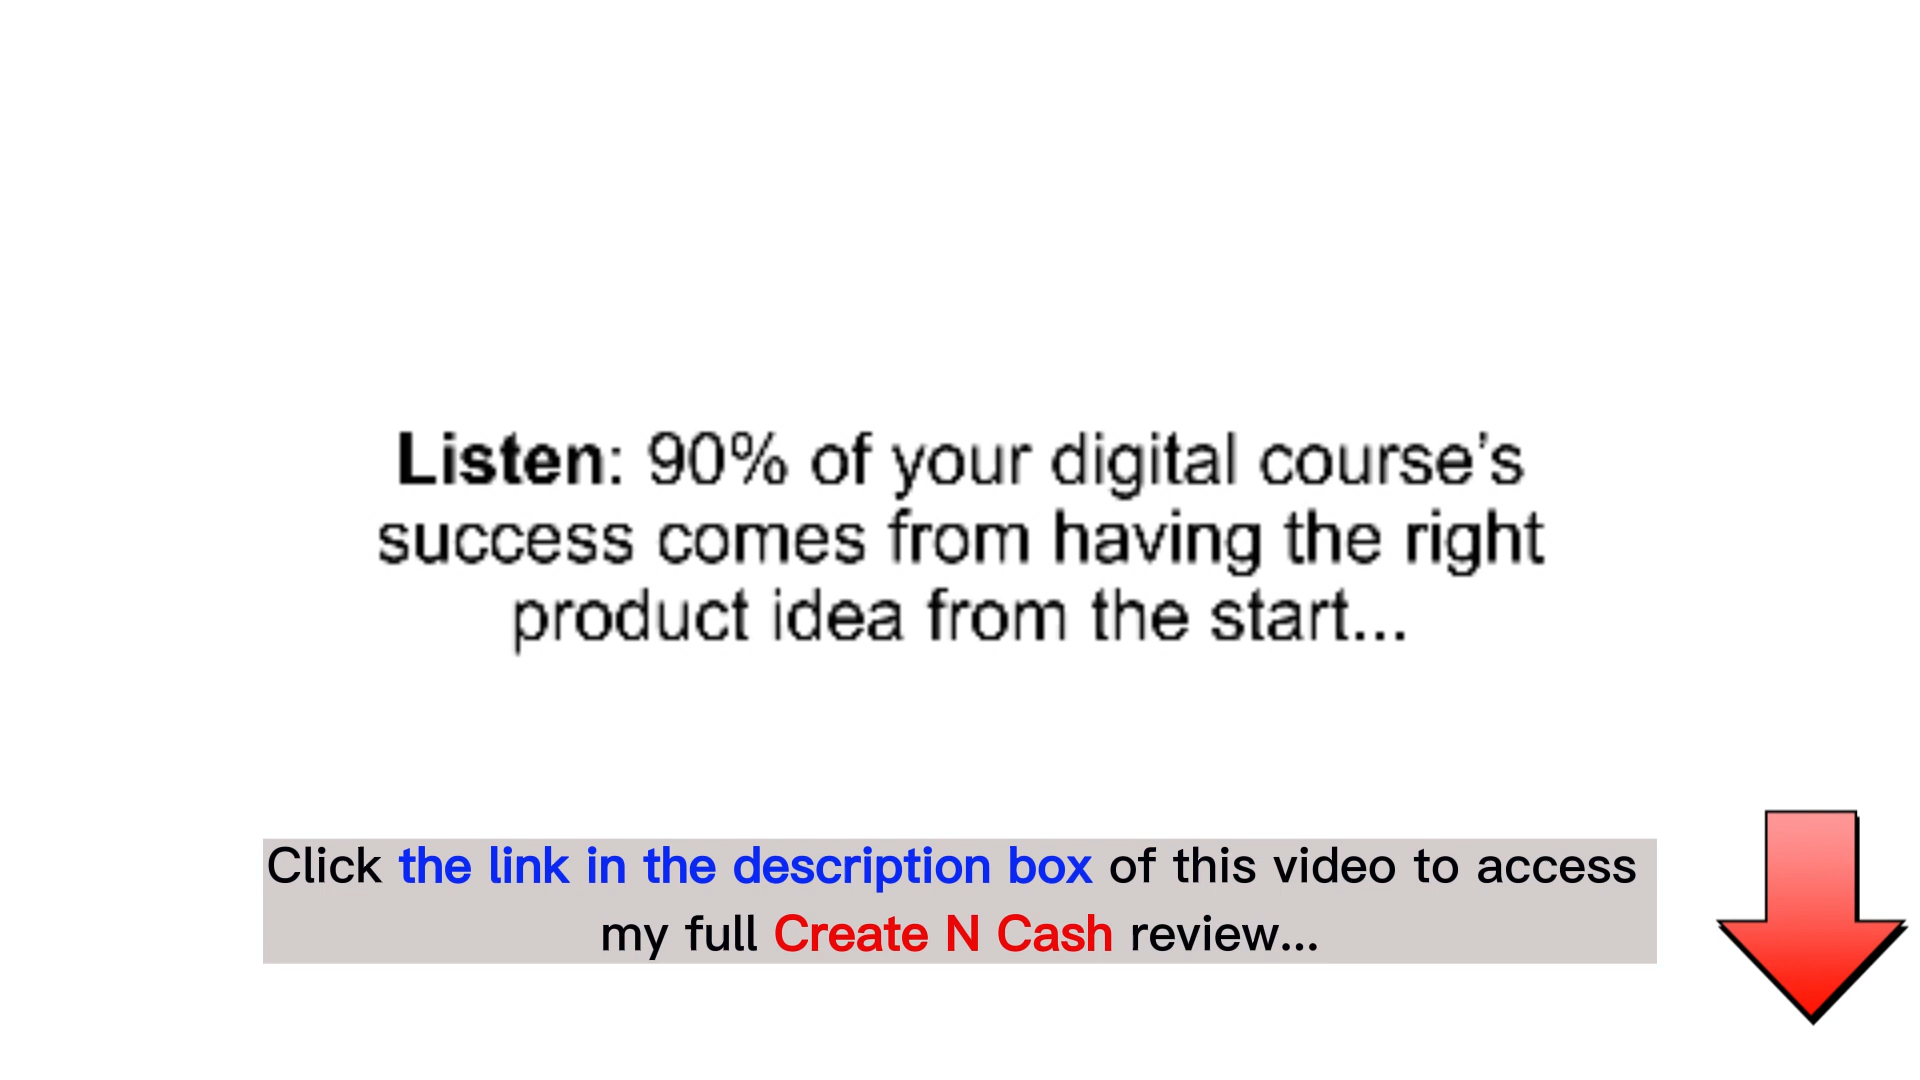 Listen: 90% of your digital course's
success comes from having the right
product idea from the start...
Click the link in the description box of this video to access
my full Create N Cash review...